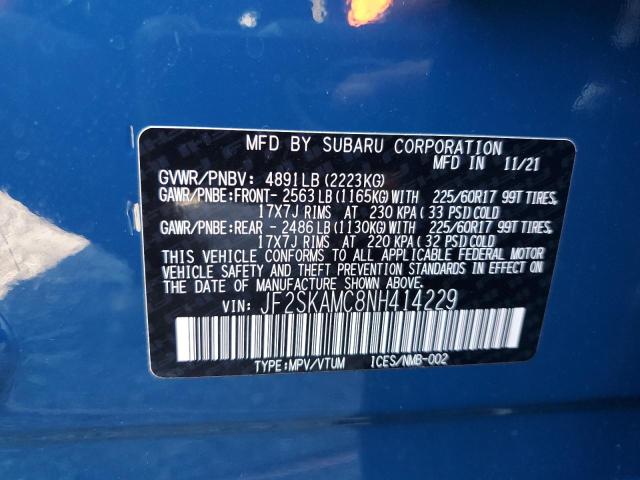 MFD BY SUBARU CORPORATION
MFD. IN 11/21
GVWR/PNBV: 4891LB(2223KG)
GAWR/PNBE:FRONT- 2563LB(1165KG)WITH 225/60R17 99T TIRES,
17X7J RIMS AT 230 KPA(33 PSI)COLD
GAWR/PNBE:REAR - 2486LB(1130KG)WITH 225/60R17 99T TIRES,
17X7J RIMS AT 220 KPA(32 PSI)COLD
THIS VEHICLE CONFORMS TO ALL APPLICABLE FEDERAL MOTOR
VEHICLE SAFETY AND THEFT PREVENTION STANDARDS IN EFFECT ON
THE DATE OF MANUFACTURE SHOWN ABOVE.
VIN: JF2SKAMC8NH414229
TYPE:MPV/VTUM ICES/NMB-002